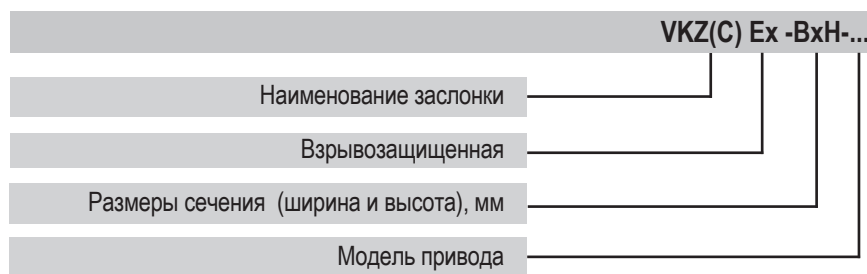 VKZ(C) Ex -BxH-...
Наименование заслонки
Взрывозащищенная
Размеры сечения (ширина и высота), мм
Модель привода